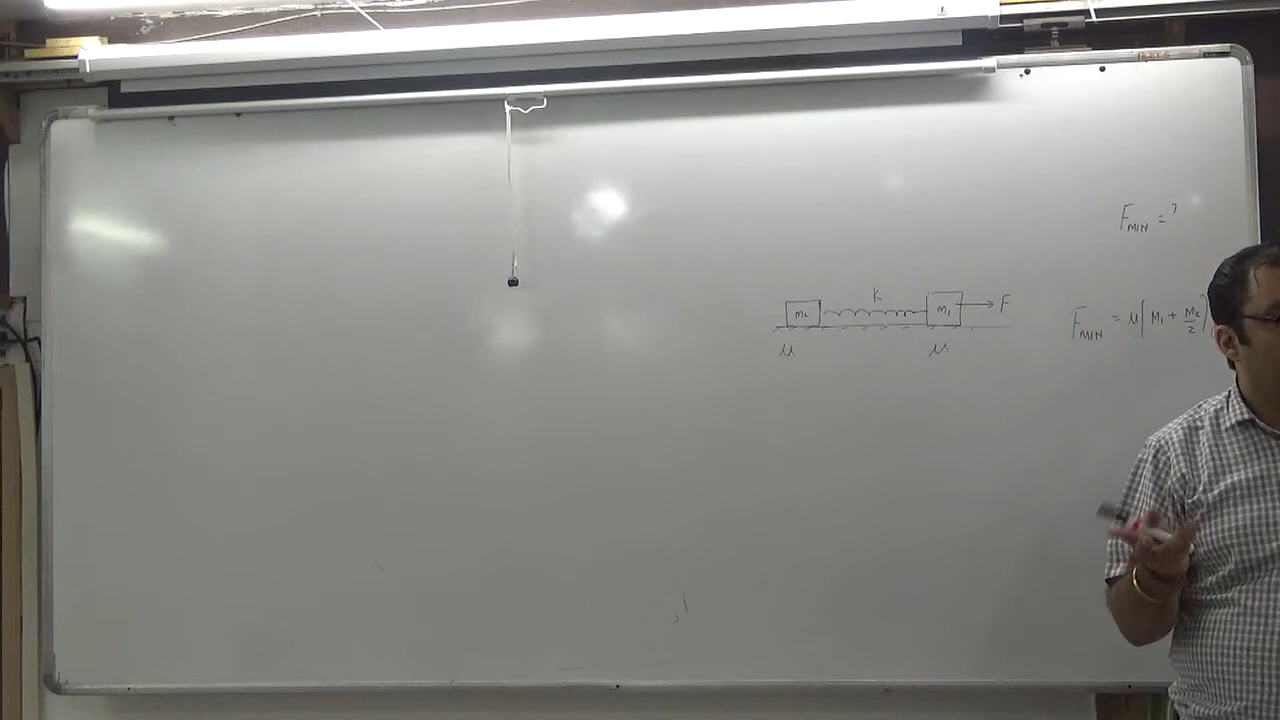 F_MIN = ?
K
M₂ M₁ F
μ μ
F_MIN = μ[M₁ + M₂/2]